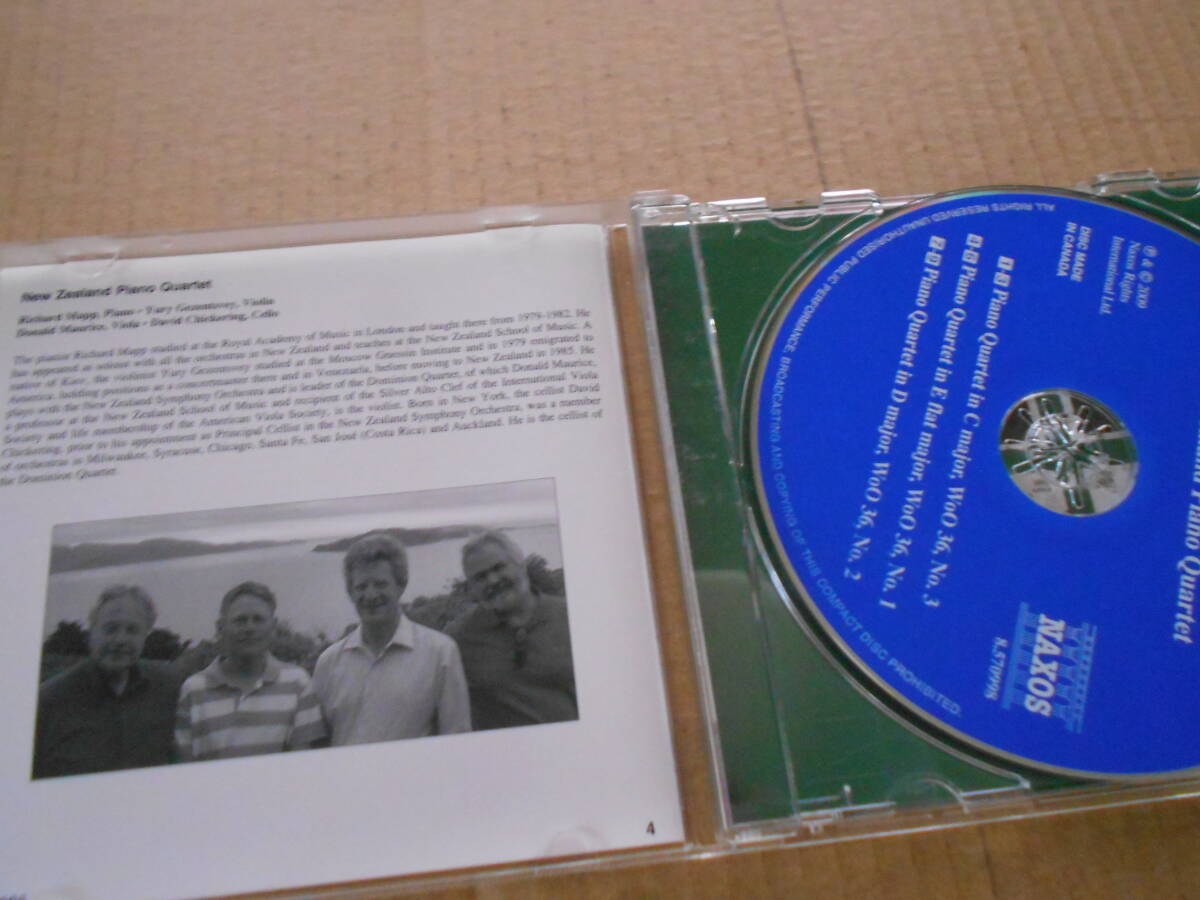 New Zealand Piano Quartet
Richard Mapp, Piano • Yury Gezentsvey, Violin
Donald Maurice, Viola • David Chickering, Cello
The pianist Richard Mapp studied at the Royal Academy of Music in London and taught there from 1979-1982. He
has appeared as soloist with all the orchestras in New Zealand and teaches at the New Zealand School of Music. A
native of Kiev, the violinist Yury Gezentsvey studied at the Moscow Gnessin Institute and in 1979 emigrated to
America, holding positions as a concertmaster there and in Venezuela, before moving to New Zealand in 1985. He
plays with the New Zealand Symphony Orchestra and is leader of the Dominion Quartet, of which Donald Maurice,
a professor at the New Zealand School of Music and recipient of the Silver Alto Clef of the International Viola
Society and life membership of the American Viola Society, is the violist. Born in New York, the cellist David
Chickering, prior to his appointment as Principal Cellist in the New Zealand Symphony Orchestra, was a member
of orchestras in Milwaukee, Syracuse, Chicago, Santa Fe, San José (Costa Rica) and Auckland. He is the cellist of
the Dominion Quartet.
4
ALL RIGHTS RESERVED UNAUTHORISED PUBLIC PERFORMANCE, BROADCASTING AND COPYING OF THIS COMPACT DISC PROHIBITED.
℗ & © 2009
Naxos Rights
International Ltd.
DISC MADE
IN CANADA
1 - 3 Piano Quartet in C major, WoO 36, No. 3
4 - 6 Piano Quartet in E flat major, WoO 36, No. 1
7 - 9 Piano Quartet in D major, WoO 36, No. 2
Piano Quartet
NAXOS
8.570998